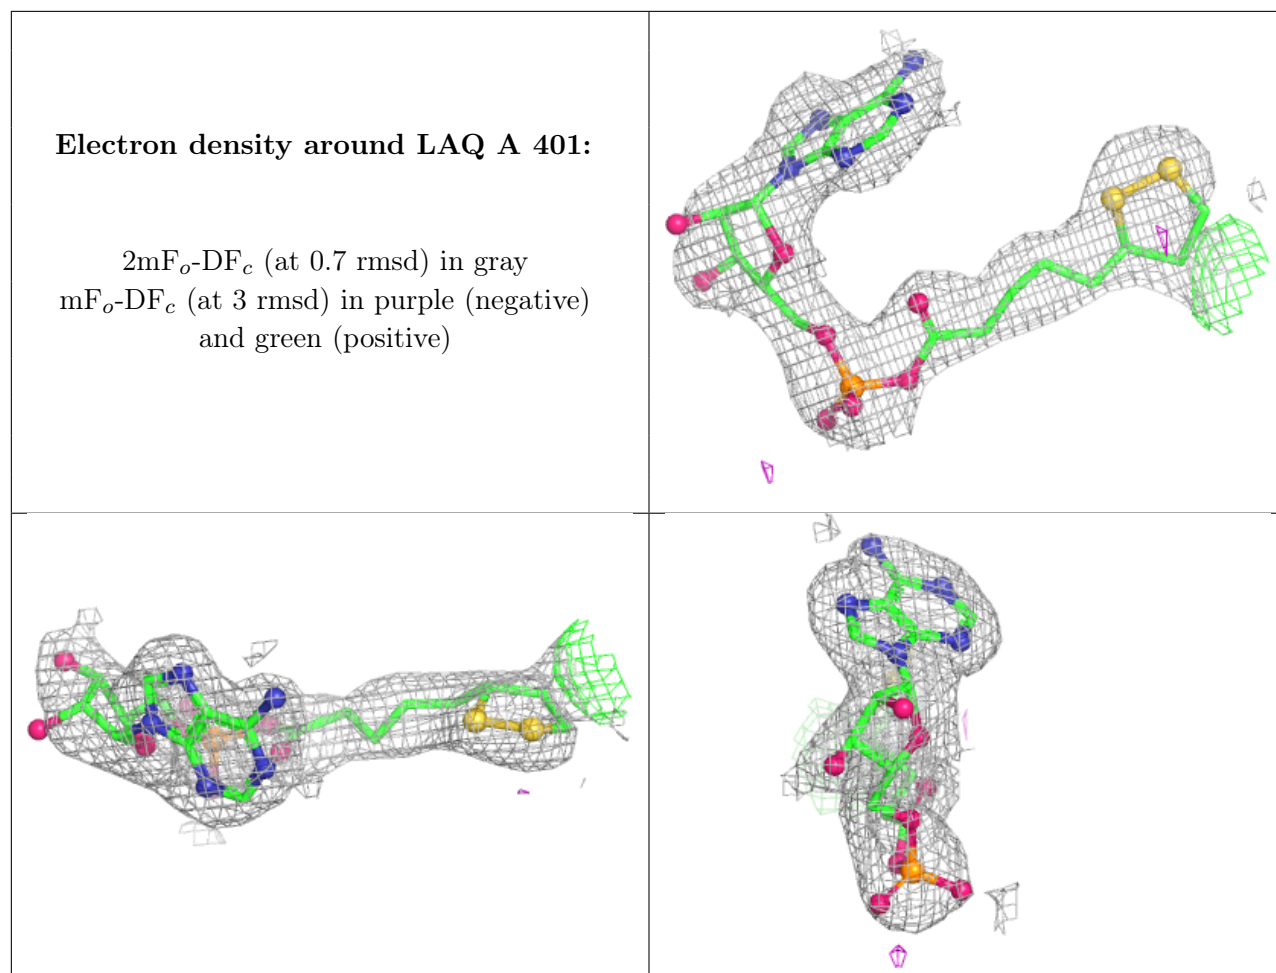 Electron density around LAQ A 401:
2mFo-DFc (at 0.7 rmsd) in gray
mFo-DFc (at 3 rmsd) in purple (negative)
and green (positive)